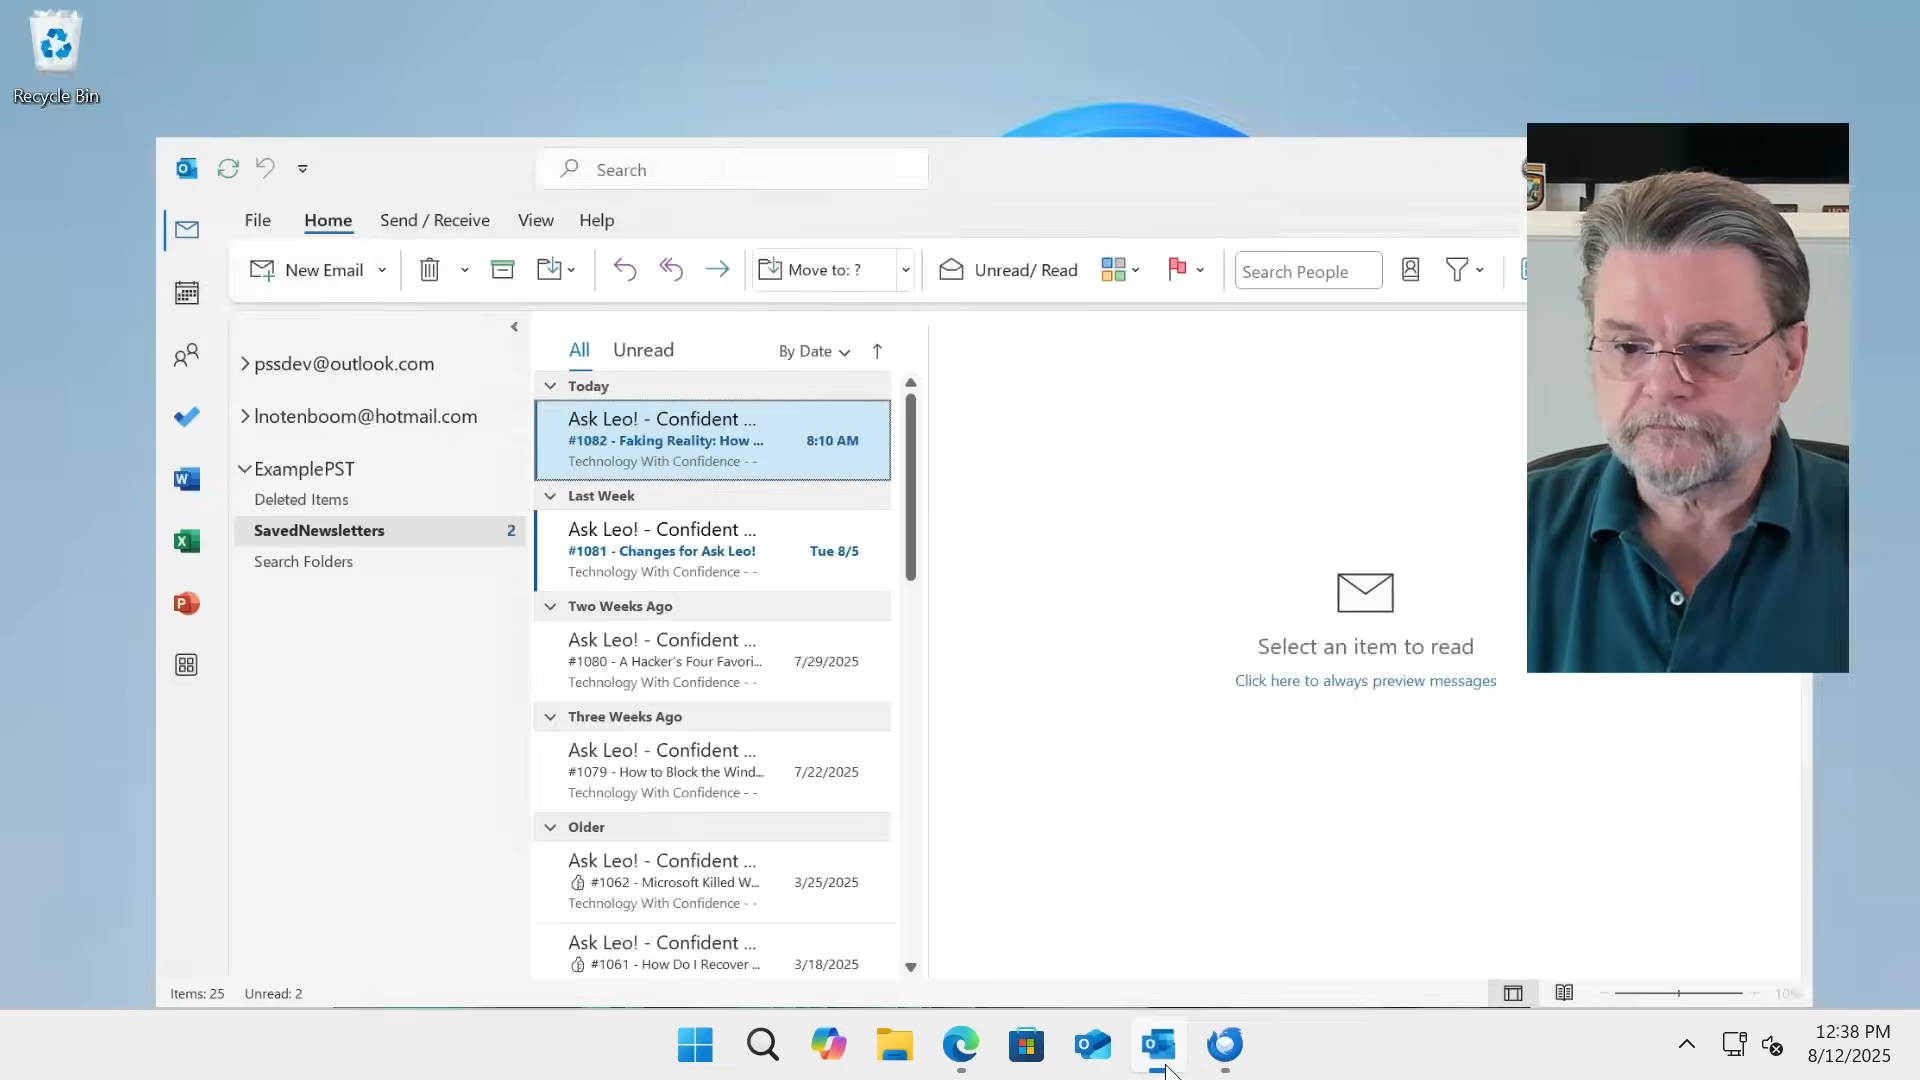 Recycle Bin
Search
File Home Send / Receive View Help
New Email
Move to: ?
Unread/ Read
Search People
pssdev@outlook.com
lnotenboom@hotmail.com
ExamplePST
Deleted Items
SavedNewsletters 2
Search Folders
All Unread By Date
Today
Ask Leo! - Confident ...
#1082 - Faking Reality: How ... 8:10 AM
Technology With Confidence - -
Last Week
Ask Leo! - Confident ...
#1081 - Changes for Ask Leo! Tue 8/5
Technology With Confidence - -
Two Weeks Ago
Ask Leo! - Confident ...
#1080 - A Hacker's Four Favori... 7/29/2025
Technology With Confidence - -
Three Weeks Ago
Ask Leo! - Confident ...
#1079 - How to Block the Wind... 7/22/2025
Technology With Confidence - -
Older
Ask Leo! - Confident ...
#1062 - Microsoft Killed W... 3/25/2025
Technology With Confidence - -
Ask Leo! - Confident ...
#1061 - How Do I Recover ... 3/18/2025
Select an item to read
Click here to always preview messages
Items: 25 Unread: 2
12:38 PM
8/12/2025